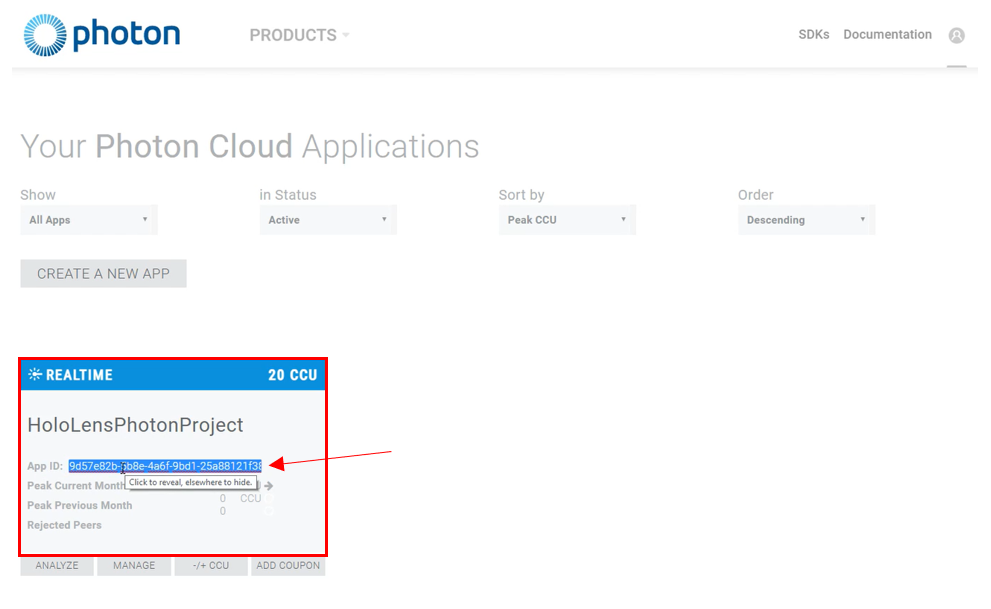 photon
PRODUCTS
SDKs Documentation
Your Photon Cloud Applications
Show in Status Sort by Order
All Apps Active Peak CCU Descending
CREATE A NEW APP
REALTIME 20 CCU
HoloLensPhotonProject
App ID: 9d57e82b- b8e-4a6f-9bd1-25a88121f38
Click to reveal, elsewhere to hide.
Peak Current Month
0 CCU
Peak Previous Month
0
Rejected Peers
ANALYZE MANAGE -/+ CCU ADD COUPON